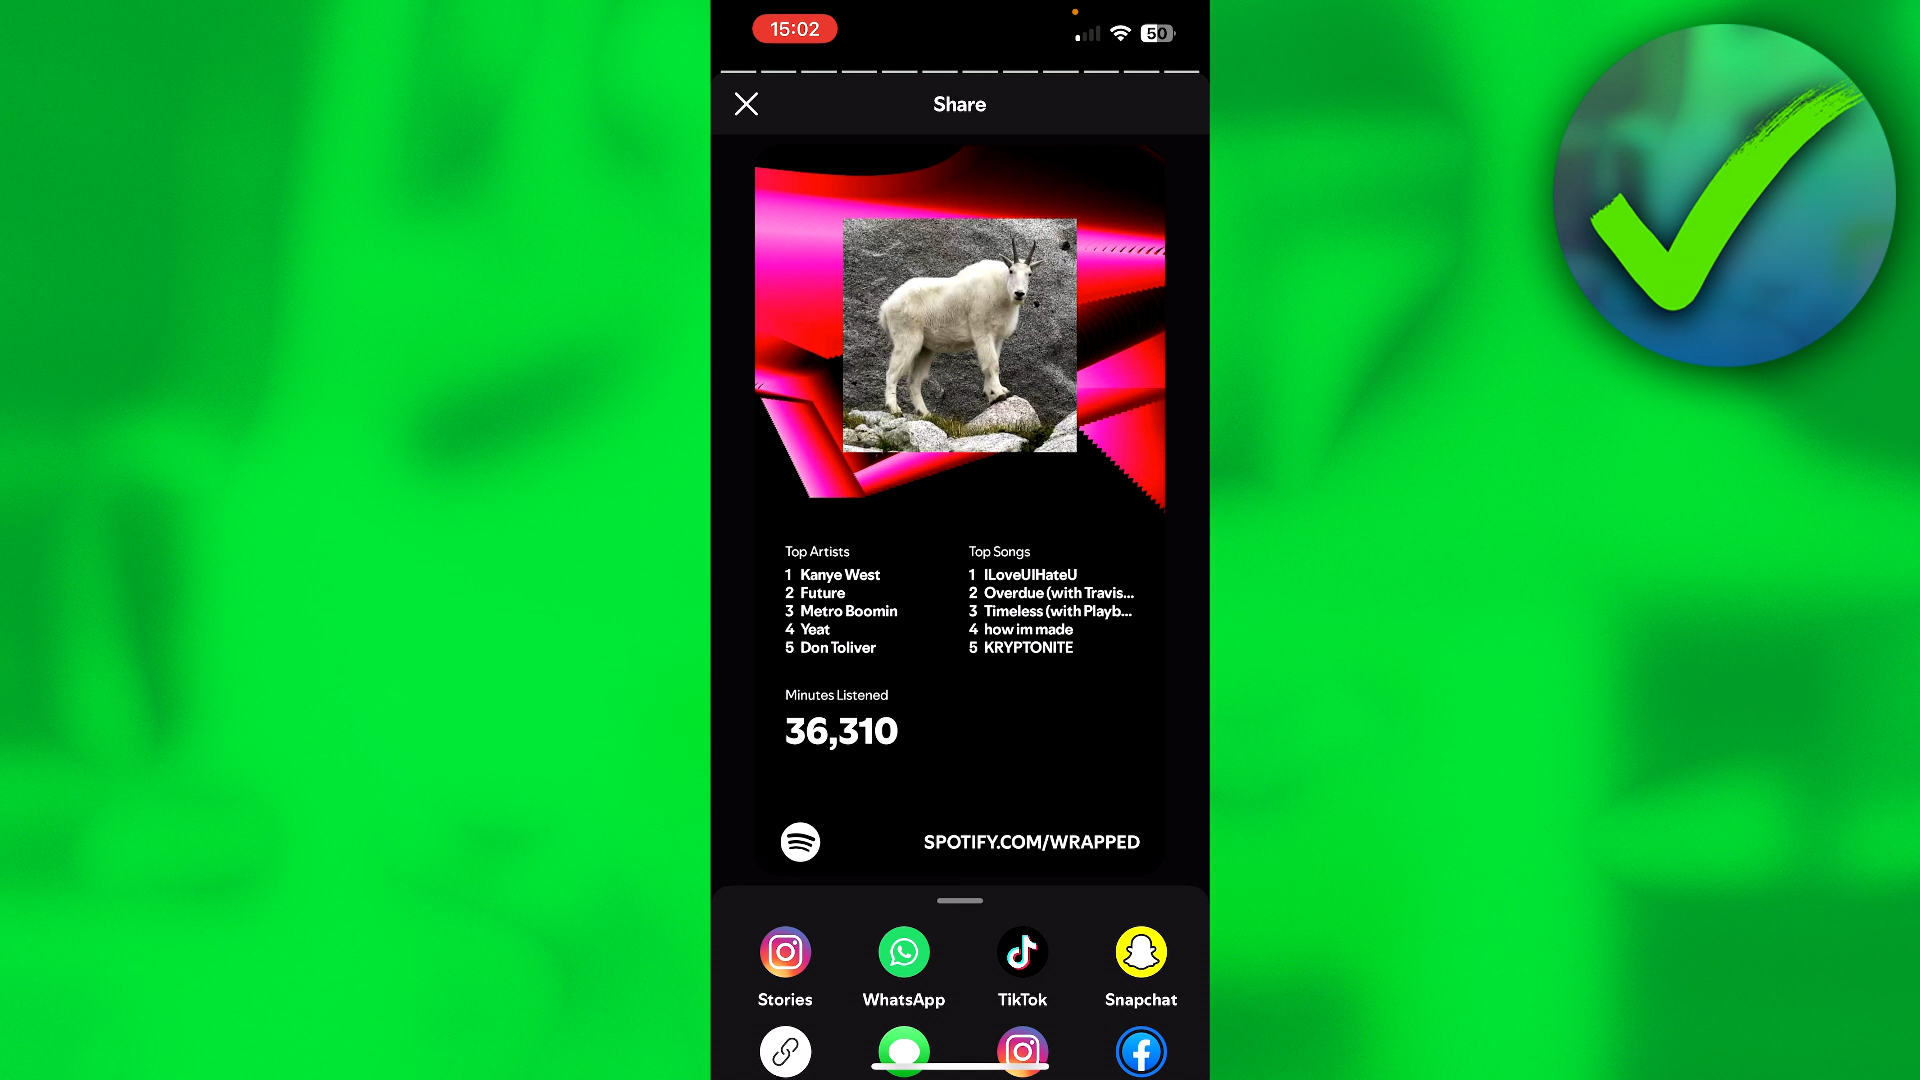 15:02
50
Share
Top Artists
1 Kanye West
2 Future
3 Metro Boomin
4 Yeat
5 Don Toliver
Top Songs
1 ILoveUIHateU
2 Overdue (with Travis...
3 Timeless (with Playb...
4 how im made
5 KRYPTONITE
Minutes Listened
36,310
SPOTIFY.COM/WRAPPED
Stories
WhatsApp
TikTok
Snapchat